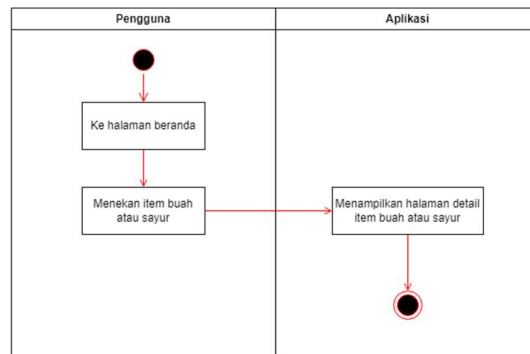 Pengguna
Aplikasi
Ke halaman beranda
Menekan item buah
atau sayur
Menampilkan halaman detail
item buah atau sayur